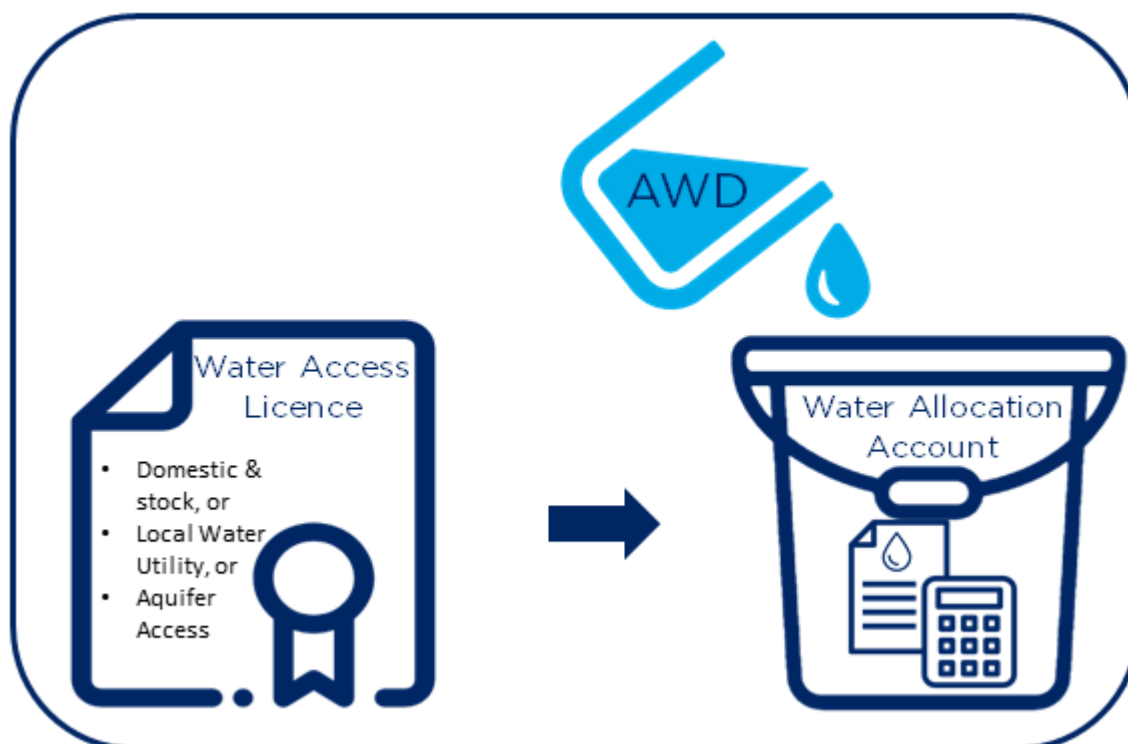 AWD
Water Access
Licence
• Domestic &
stock, or
• Local Water
Utility, or
• Aquifer
Access
Water Allocation
Account